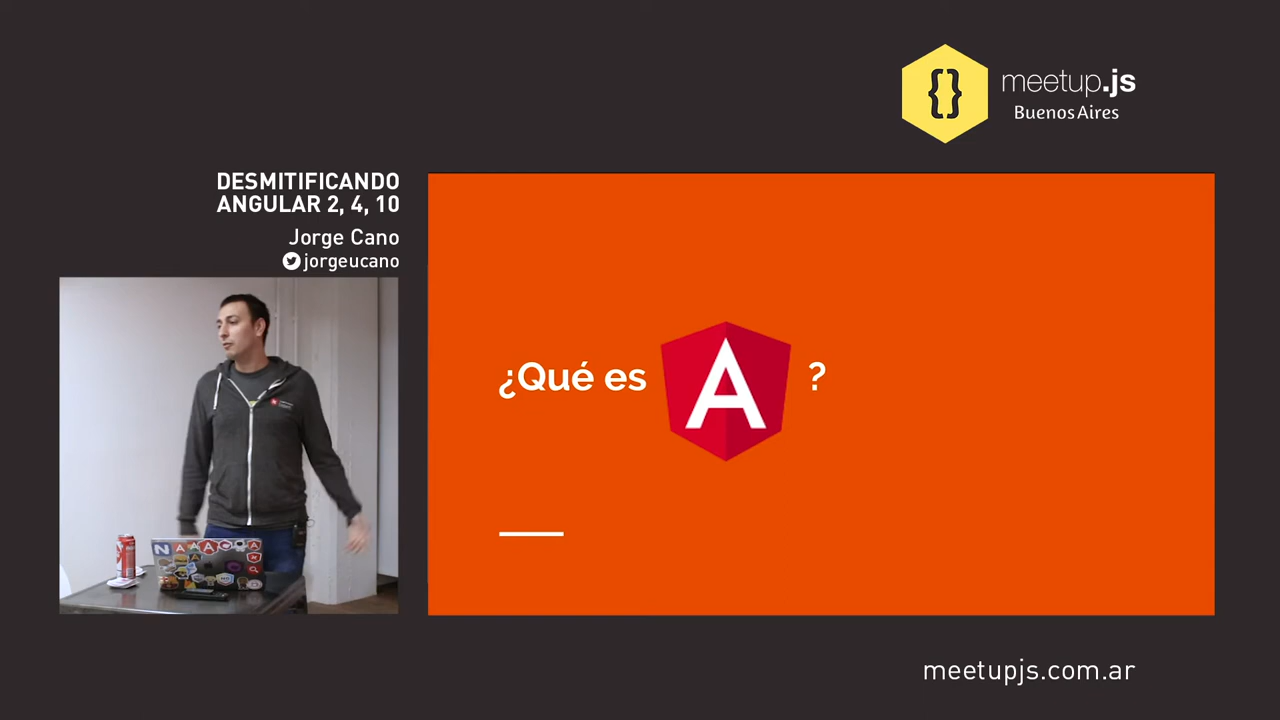 meetup.js
Buenos Aires
DESMITIFICANDO
ANGULAR 2, 4, 10
Jorge Cano
jorgeucano
¿Qué es A ?
meetupjs.com.ar